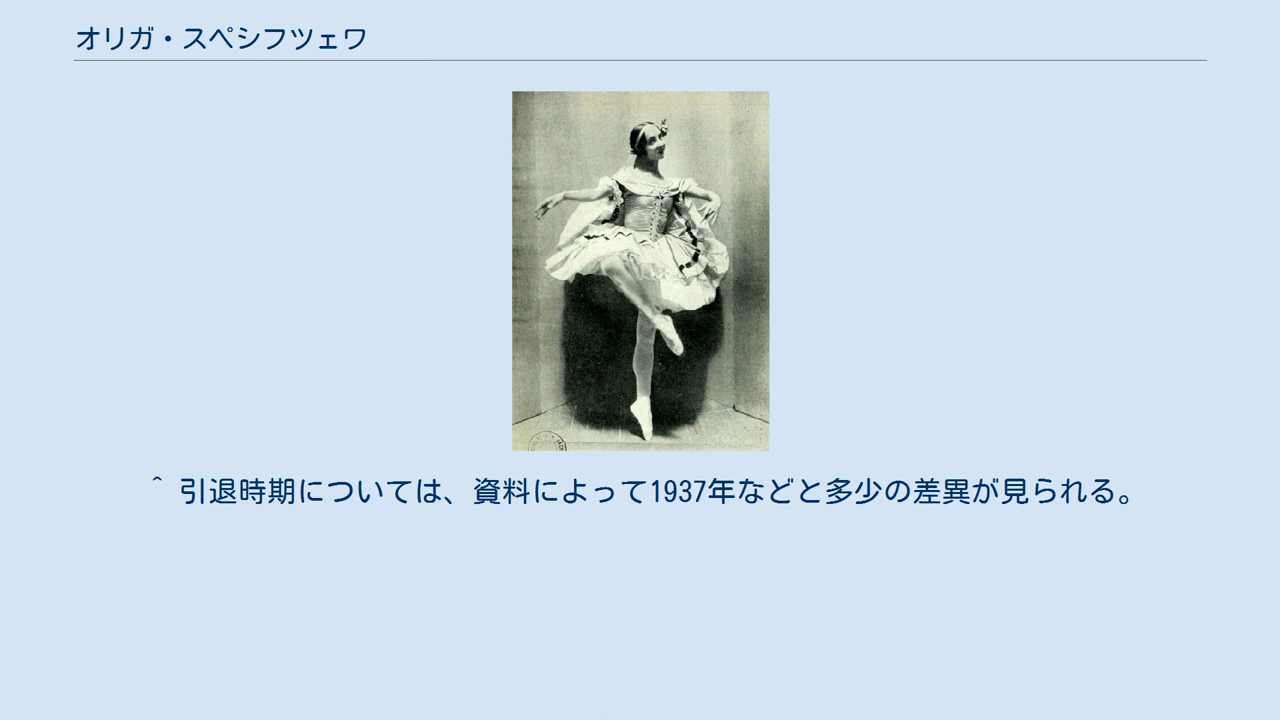 オリガ・スペシフツェワ
^ 引退時期については、資料によって1937年などと多少の差異が見られる。